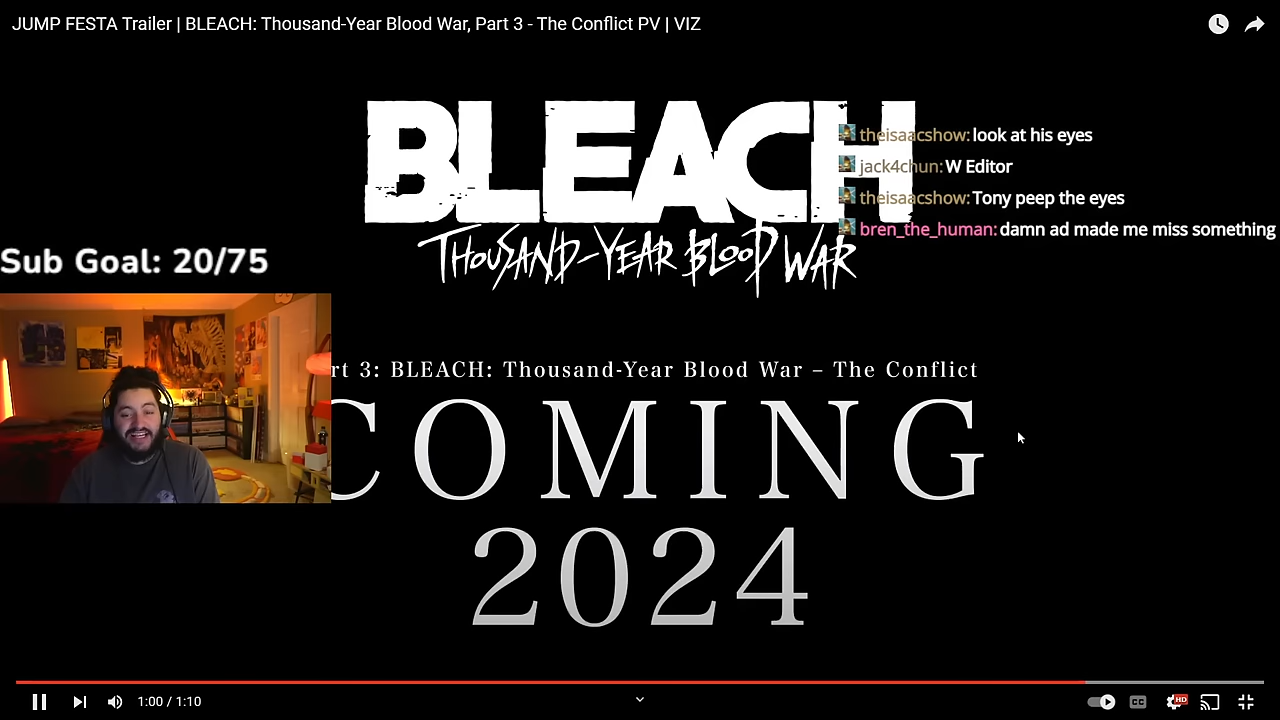 JUMP FESTA Trailer | BLEACH: Thousand-Year Blood War, Part 3 - The Conflict PV | VIZ
BLEACH
THOUSAND-YEAR BLOOD WAR
theisaacshow: look at his eyes
jack4chun: W Editor
theisaacshow: Tony peep the eyes
bren_the_human: damn ad made me miss something
Sub Goal: 20/75
rt 3: BLEACH: Thousand-Year Blood War – The Conflict
COMING
2024
1:00 / 1:10
CC
HD